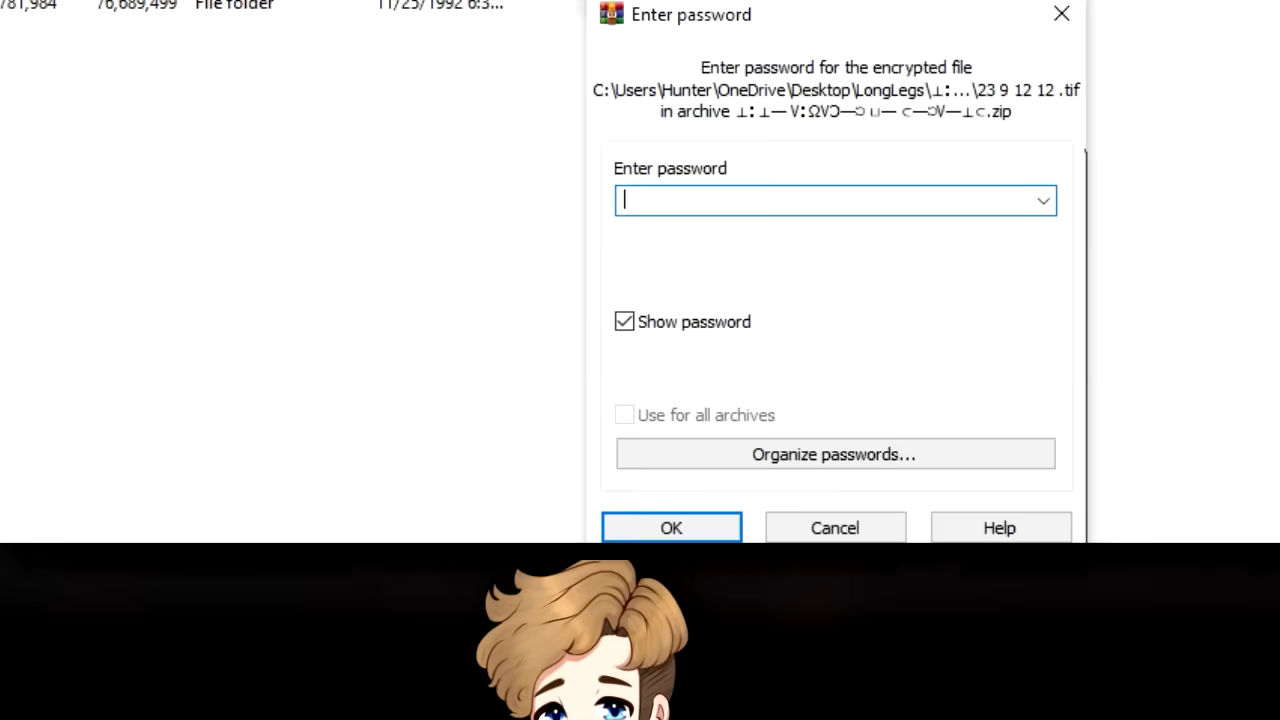 781,984 76,689,499 File folder 11/25/1992 6:3...
Enter password
Enter password for the encrypted file
C:\Users\Hunter\OneDrive\Desktop\LongLegs\⊥:...\23 9 12 12 .tif
in archive ⊥:⊥— V:ΩVƆ—ᴐ ⊔— ⊂—ᴐV—⊥⊂.zip
Enter password
Show password
Use for all archives
Organize passwords...
OK Cancel Help